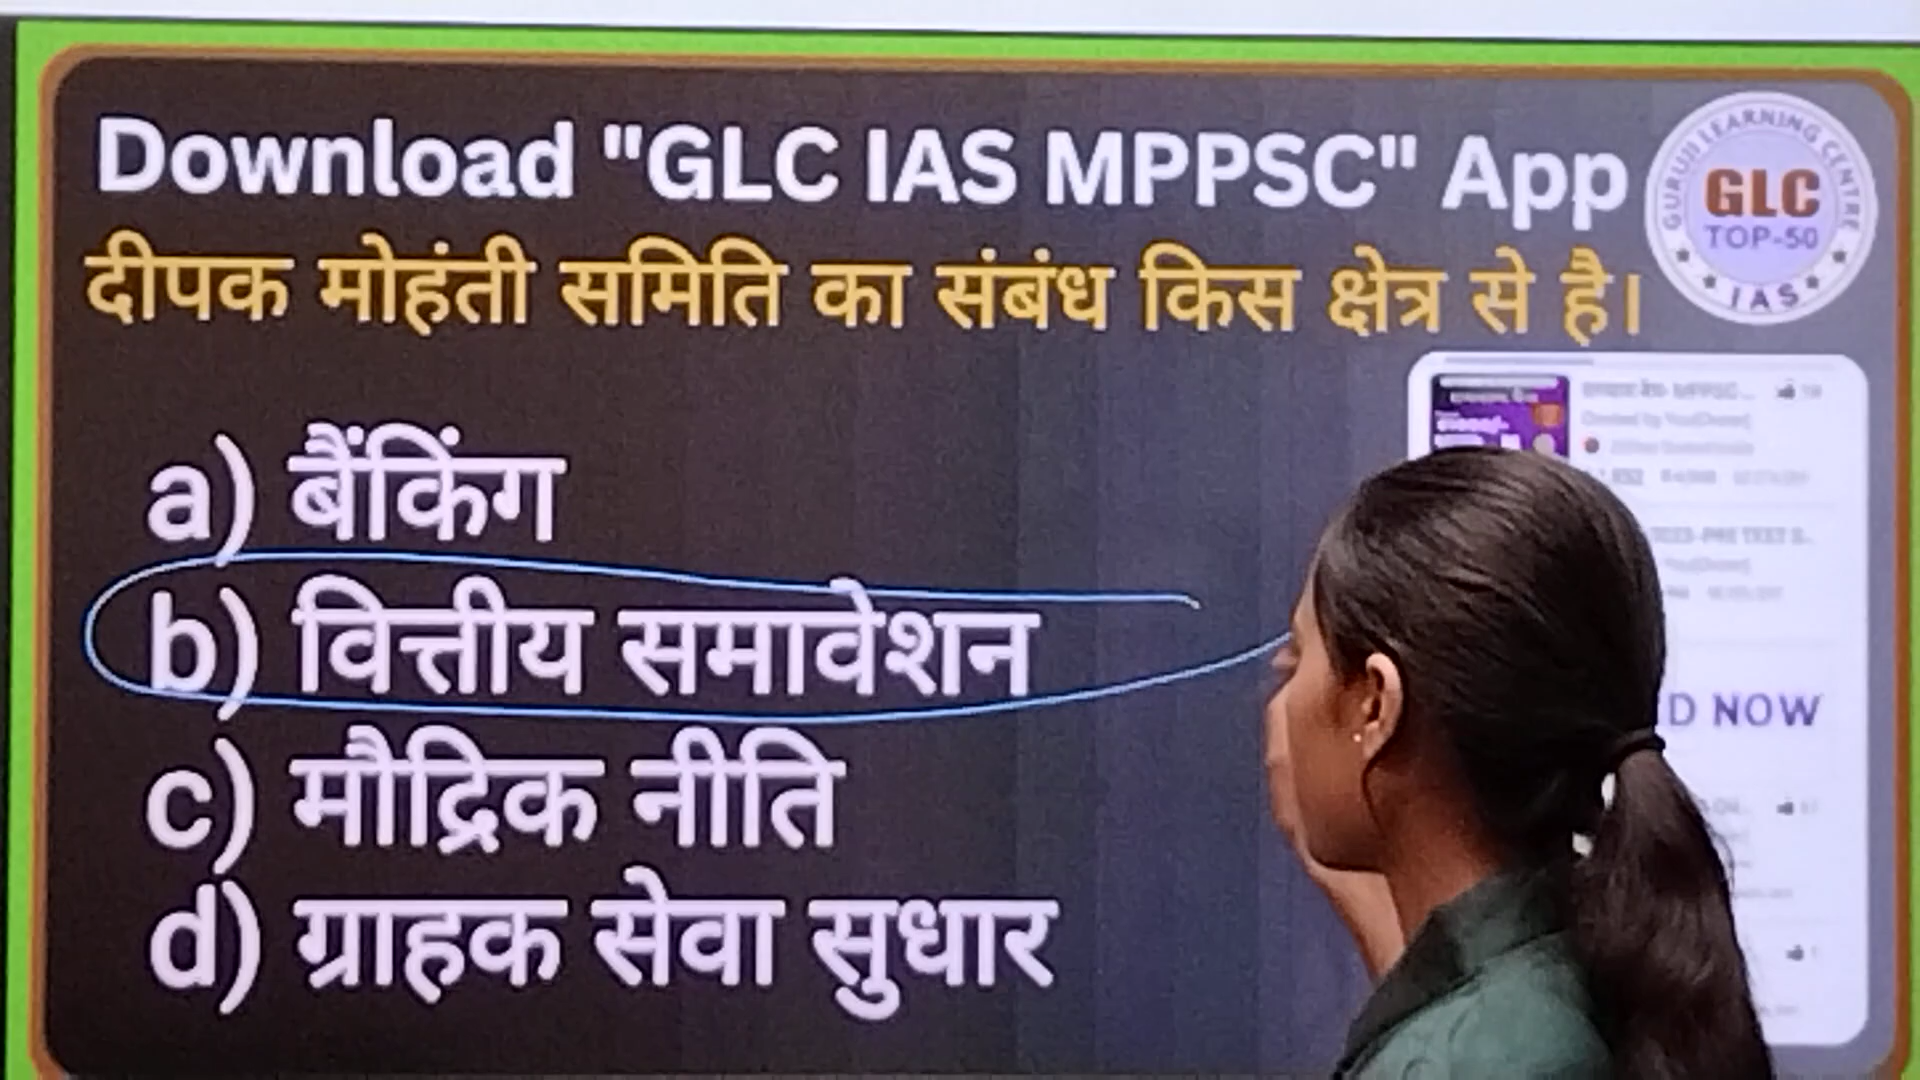 Download "GLC IAS MPPSC" App
GURUJI LEARNING CENTRE
GLC
TOP-50
IAS
दीपक मोहंती समिति का संबंध किस क्षेत्र से है।
a) बैंकिंग
b) वित्तीय समावेशन
c) मौद्रिक नीति
d) ग्राहक सेवा सुधार
D NOW